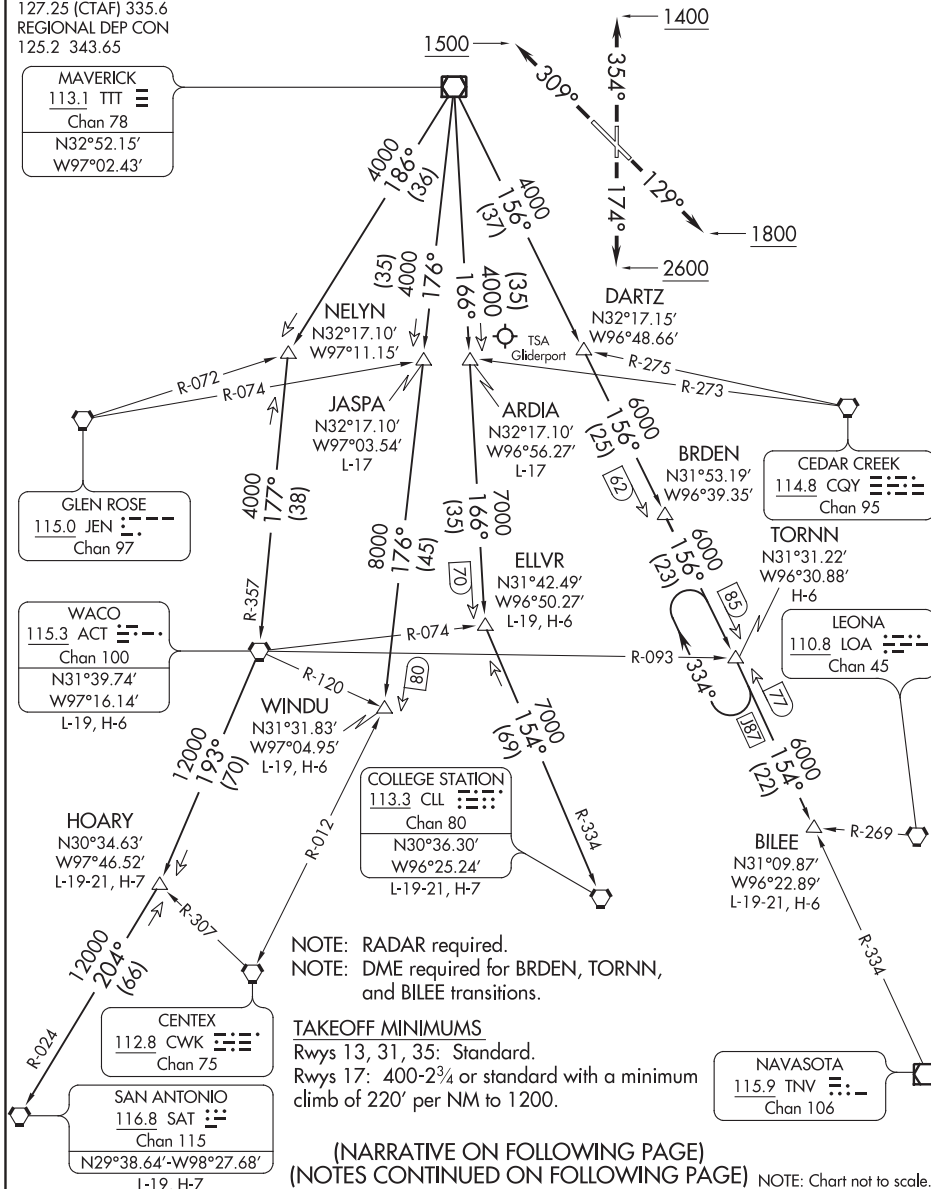 127.25 (CTAF) 335.6
REGIONAL DEP CON
125.2 343.65
1400
1500
354°
309°
129°
174°
1800
2600
MAVERICK
113.1 TTT
Chan 78
N32°52.15'
W97°02.43'
4000
186°
(36)
(35)
4000
176°
(35)
4000
166°
4000
156°
(37)
NELYN
N32°17.10'
W97°11.15'
TSA
Gliderport
DARTZ
N32°17.15'
W96°48.66'
R-072
R-074
R-275
R-273
JASPA
N32°17.10'
W97°03.54'
L-17
ARDIA
N32°17.10'
W96°56.27'
L-17
6000
156°
(25)
62
BRDEN
N31°53.19'
W96°39.35'
CEDAR CREEK
114.8 CQY
Chan 95
GLEN ROSE
115.0 JEN
Chan 97
4000
177°
(38)
R-357
8000
176°
(45)
7000
166°
(35)
70
ELLVR
N31°42.49'
W96°50.27'
L-19, H-6
6000
156°
(23)
85
TORNN
N31°31.22'
W96°30.88'
H-6
WACO
115.3 ACT
Chan 100
N31°39.74'
W97°16.14'
L-19, H-6
R-074
R-093
R-120
80
334°
J87
77
LEONA
110.8 LOA
Chan 45
WINDU
N31°31.83'
W97°04.95'
L-19, H-6
12000
193°
(70)
7000
154°
(69)
6000
154°
(22)
COLLEGE STATION
113.3 CLL
Chan 80
N30°36.30'
W96°25.24'
L-19-21, H-7
R-334
R-012
HOARY
N30°34.63'
W97°46.52'
L-19-21, H-7
BILEE
N31°09.87'
W96°22.89'
L-19-21, H-6
R-269
R-334
R-307
12000
204°
(66)
R-024
CENTEX
112.8 CWK
Chan 75
NOTE: RADAR required.
NOTE: DME required for BRDEN, TORNN,
and BILEE transitions.
TAKEOFF MINIMUMS
Rwys 13, 31, 35: Standard.
Rwys 17: 400-2¾ or standard with a minimum
climb of 220' per NM to 1200.
NAVASOTA
115.9 TNV
Chan 106
SAN ANTONIO
116.8 SAT
Chan 115
N29°38.64'-W98°27.68'
L-19, H-7
(NARRATIVE ON FOLLOWING PAGE)
(NOTES CONTINUED ON FOLLOWING PAGE)
NOTE: Chart not to scale.